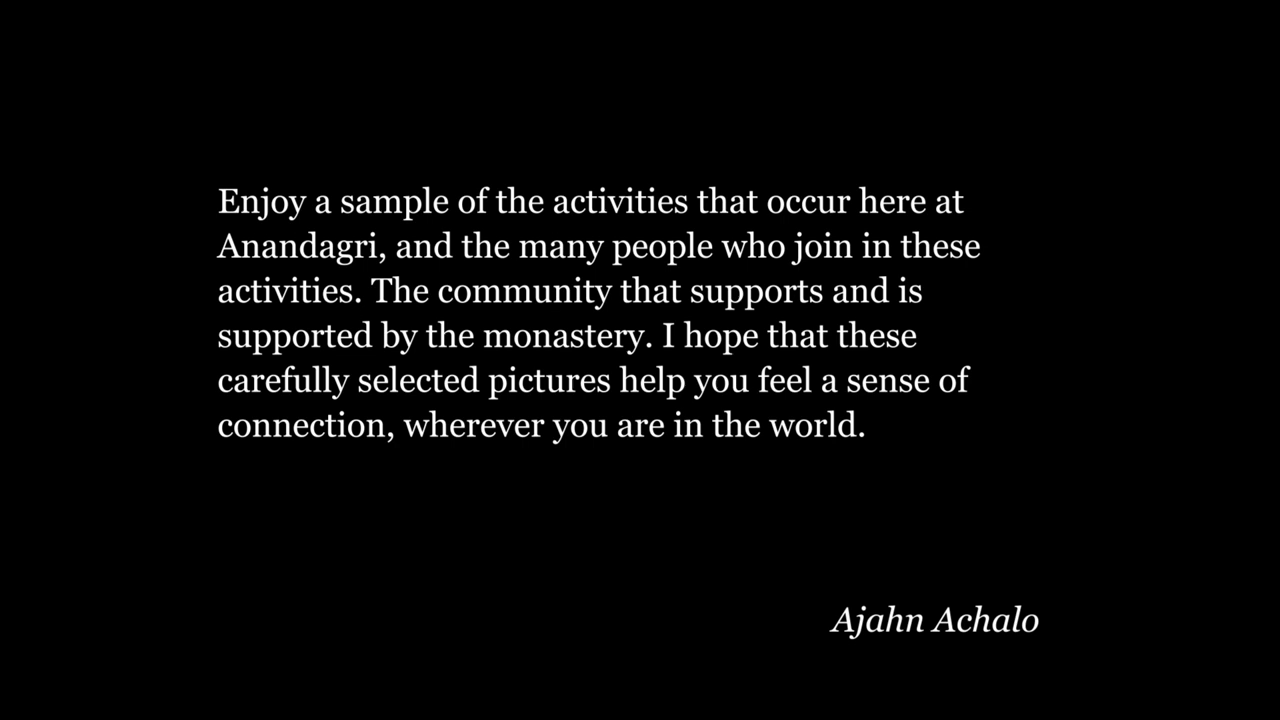 Enjoy a sample of the activities that occur here at
Anandagri, and the many people who join in these
activities. The community that supports and is
supported by the monastery. I hope that these
carefully selected pictures help you feel a sense of
connection, wherever you are in the world.
Ajahn Achalo